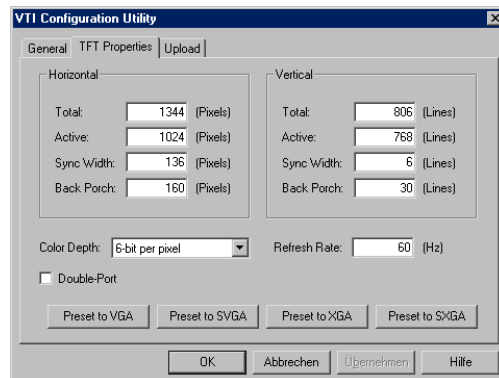 VTI Configuration Utility
General TFT Properties Upload
Horizontal
Total: 1344 (Pixels)
Active: 1024 (Pixels)
Sync Width: 136 (Pixels)
Back Porch: 160 (Pixels)
Vertical
Total: 806 (Lines)
Active: 768 (Lines)
Sync Width: 6 (Lines)
Back Porch: 30 (Lines)
Color Depth: 6-bit per pixel Refresh Rate: 60 (Hz)
Double-Port
Preset to VGA Preset to SVGA Preset to XGA Preset to SXGA
OK Abbrechen Übernehmen Hilfe